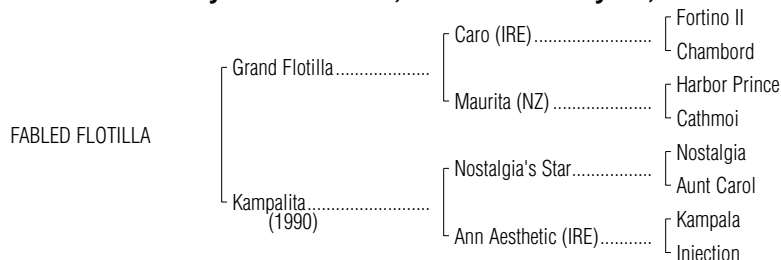 Fortino II
Caro (IRE)
Chambord
Grand Flotilla
Harbor Prince
Maurita (NZ)
Cathmoi
FABLED FLOTILLA
Nostalgia
Nostalgia's Star
Aunt Carol
Kampalita
(1990)
Kampala
Ann Aesthetic (IRE)
Injection